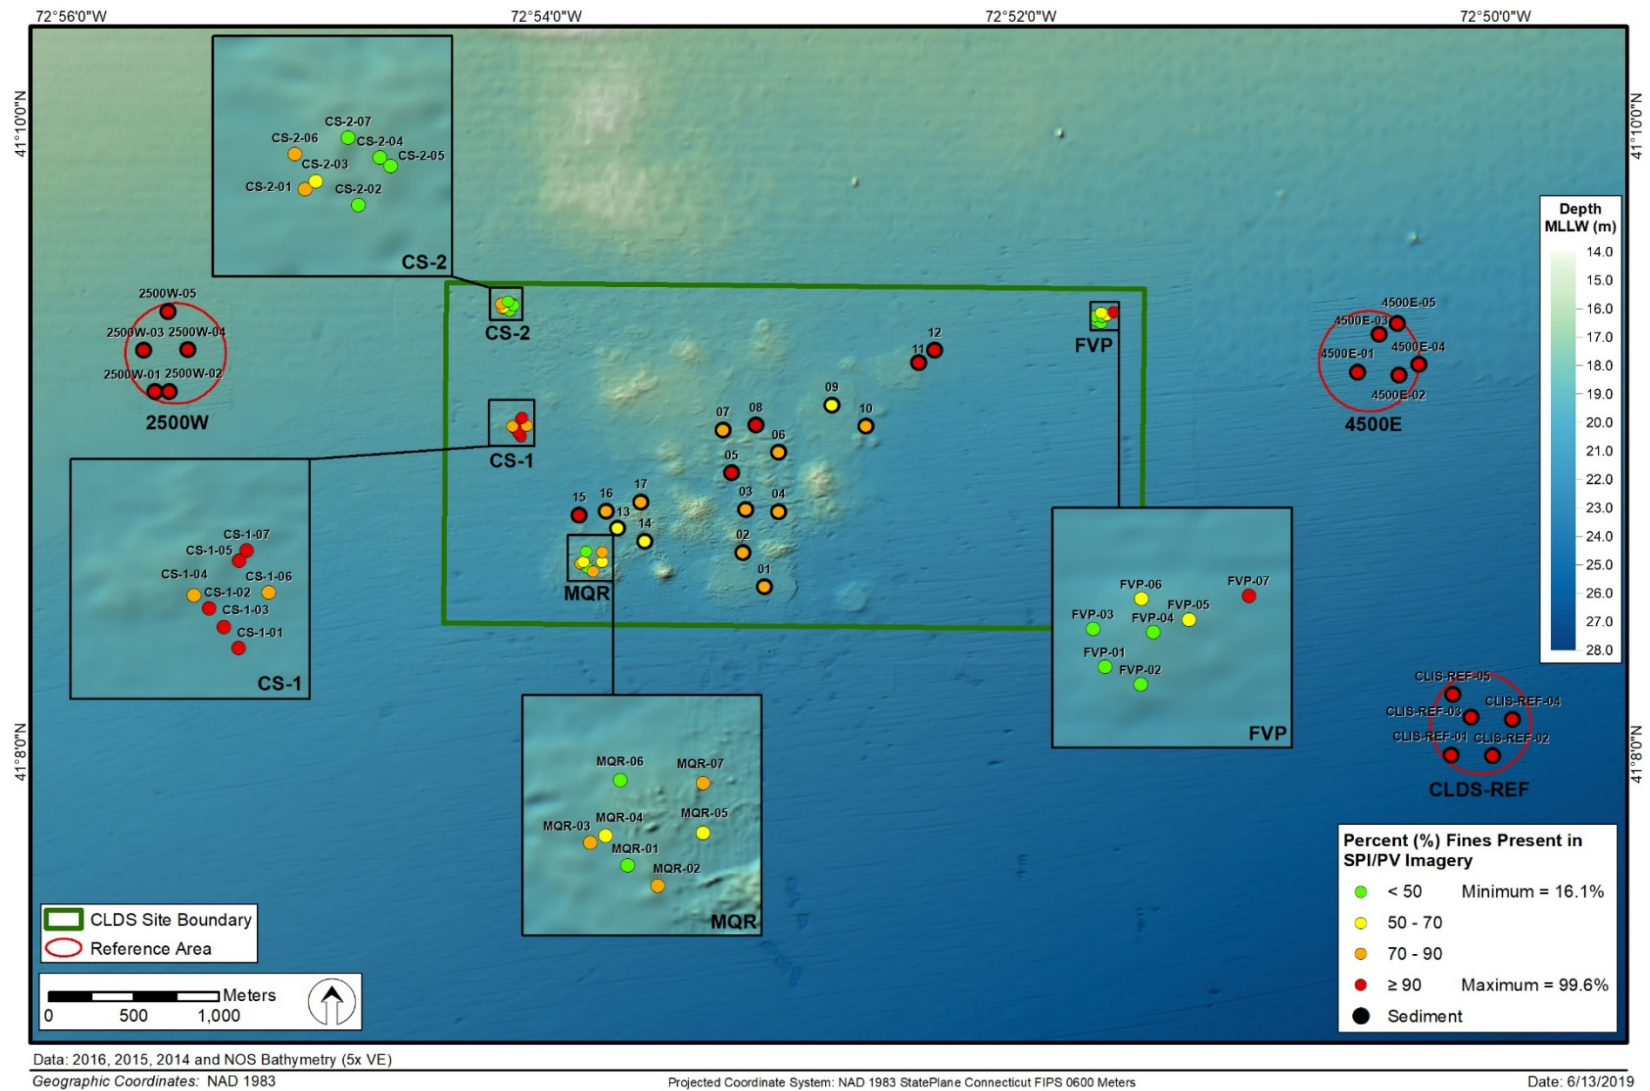 72°56'0"W
72°54'0"W
72°52'0"W
72°50'0"W
41°10'0"N
41°10'0"N
CS-2-07
CS-2-06
CS-2-04
CS-2-03
CS-2-05
CS-2-01
CS-2-02
CS-2
Depth
MLLW (m)
14.0
15.0
16.0
17.0
18.0
19.0
20.0
21.0
22.0
23.0
24.0
25.0
26.0
27.0
28.0
2500W-05
2500W-03
2500W-04
2500W-01
2500W-02
2500W
CS-2
FVP
12
11
4500E-05
4500E-03
4500E-04
4500E-01
4500E-02
4500E
09
10
07
08
06
05
CS-1
03
04
02
01
15
16
17
13
14
MQR
CS-1-07
CS-1-05
CS-1-04
CS-1-06
CS-1-02
CS-1-03
CS-1-01
CS-1
FVP-06
FVP-07
FVP-03
FVP-05
FVP-04
FVP-01
FVP-02
FVP
CLIS-REF-05
CLIS-REF-04
CLIS-REF-03
CLIS-REF-01
CLIS-REF-02
CLDS-REF
41°8'0"N
41°8'0"N
MQR-06
MQR-07
MQR-04
MQR-05
MQR-03
MQR-01
MQR-02
MQR
Percent (%) Fines Present in
SPI/PV Imagery
< 50 Minimum = 16.1%
50 - 70
70 - 90
≥ 90 Maximum = 99.6%
Sediment
CLDS Site Boundary
Reference Area
Meters
0 500 1,000
Data: 2016, 2015, 2014 and NOS Bathymetry (5x VE)
Geographic Coordinates: NAD 1983
Projected Coordinate System: NAD 1983 StatePlane Connecticut FIPS 0600 Meters
Date: 6/13/2019